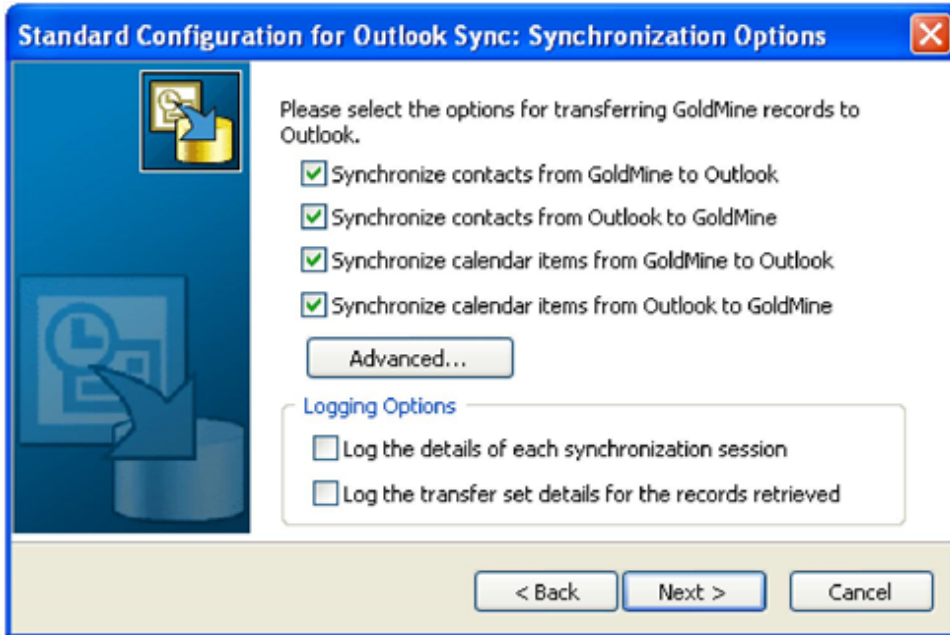 Standard Configuration for Outlook Sync: Synchronization Options
Please select the options for transferring GoldMine records to
Outlook.
Synchronize contacts from GoldMine to Outlook
Synchronize contacts from Outlook to GoldMine
Synchronize calendar items from GoldMine to Outlook
Synchronize calendar items from Outlook to GoldMine
Advanced...
Logging Options
Log the details of each synchronization session
Log the transfer set details for the records retrieved
< Back
Next >
Cancel